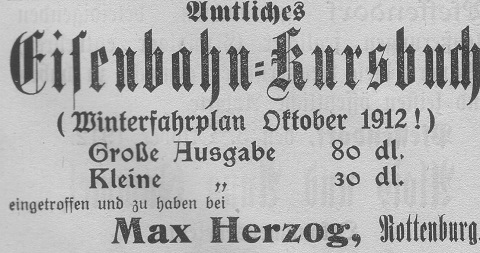 Amtliches
Eisenbahn-Kursbuch
(Winterfahrplan Oktober 1912!)
Große Ausgabe 80 dl.
Kleine „ 30 dl.
eingetroffen und zu haben bei
Max Herzog, Rottenburg.